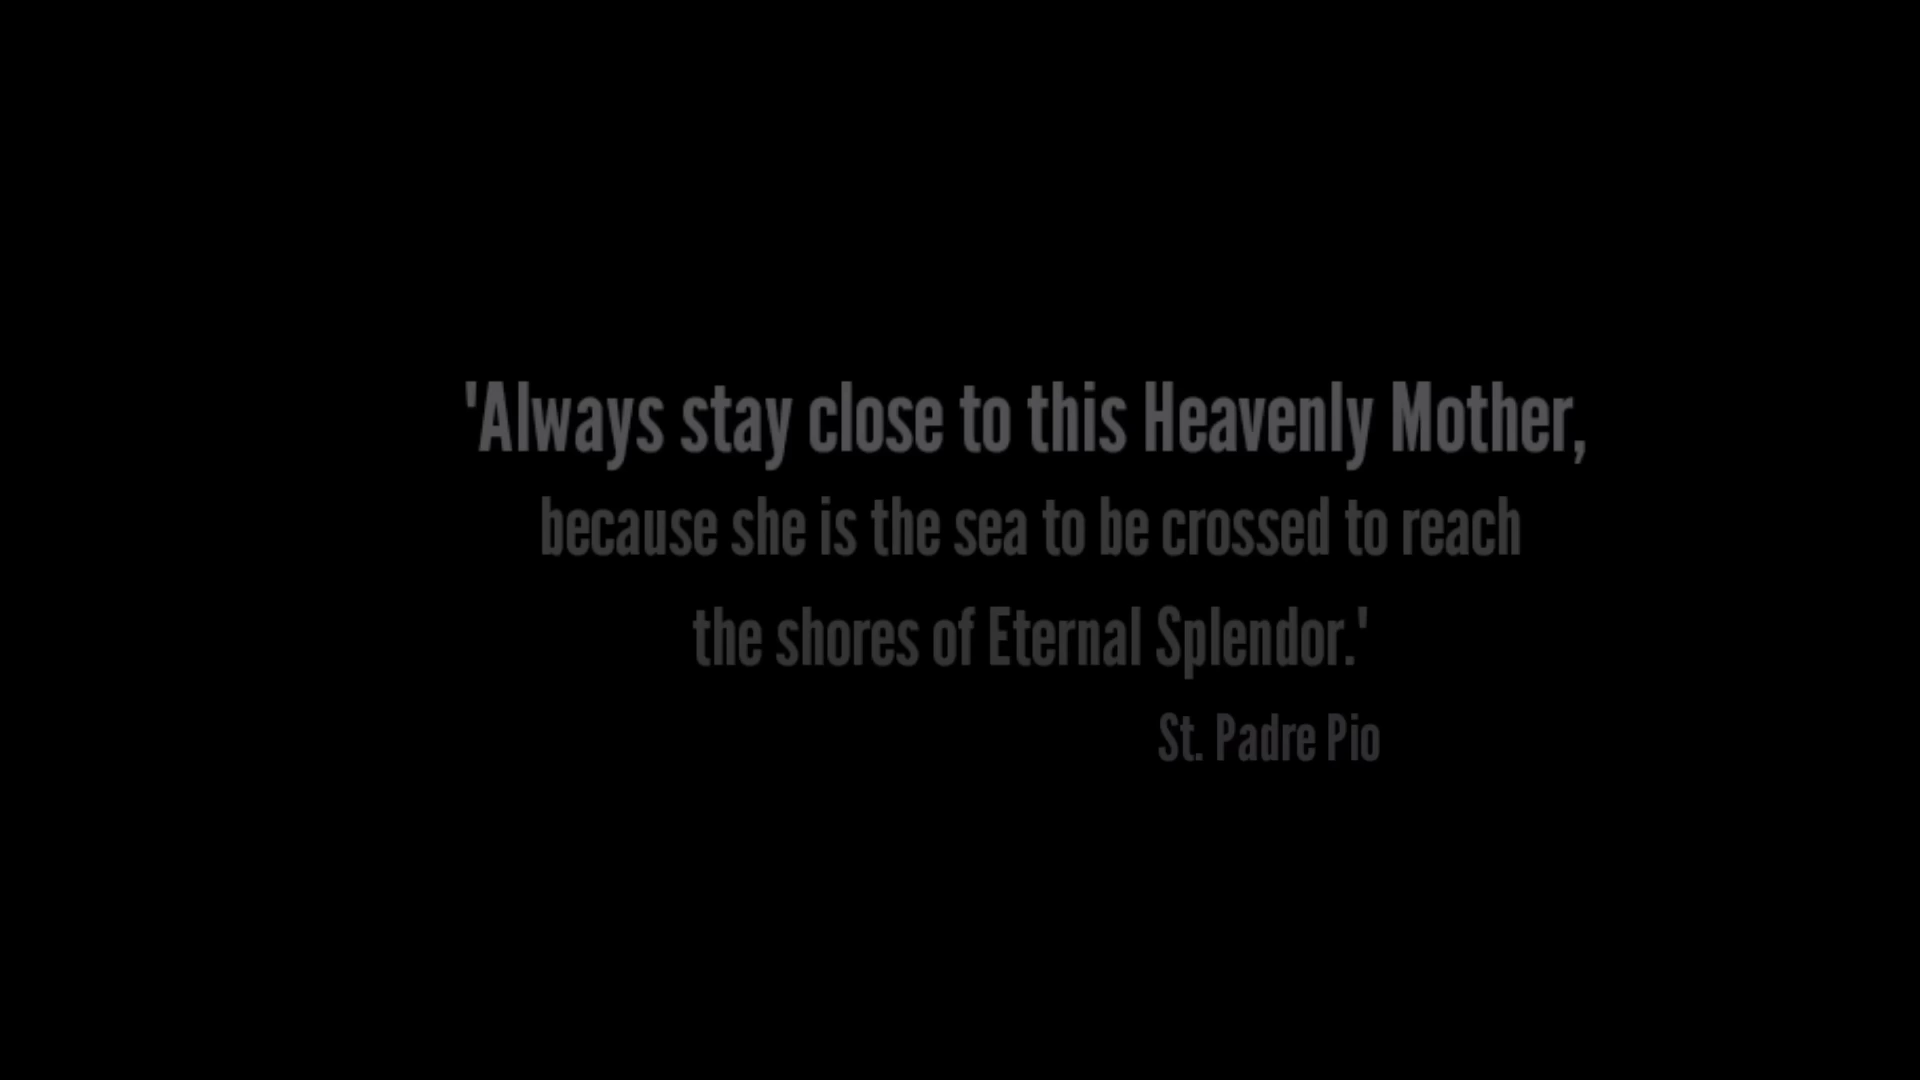 'Always stay close to this Heavenly Mother,
because she is the sea to be crossed to reach
the shores of Eternal Splendor.'
St. Padre Pio